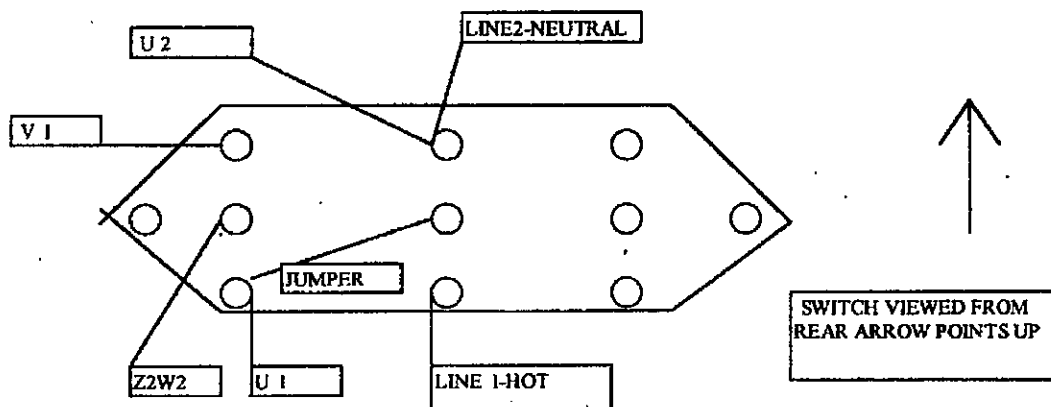 U 2
LINE2-NEUTRAL
V 1
JUMPER
SWITCH VIEWED FROM
REAR ARROW POINTS UP
Z2W2
U 1
LINE 1-HOT